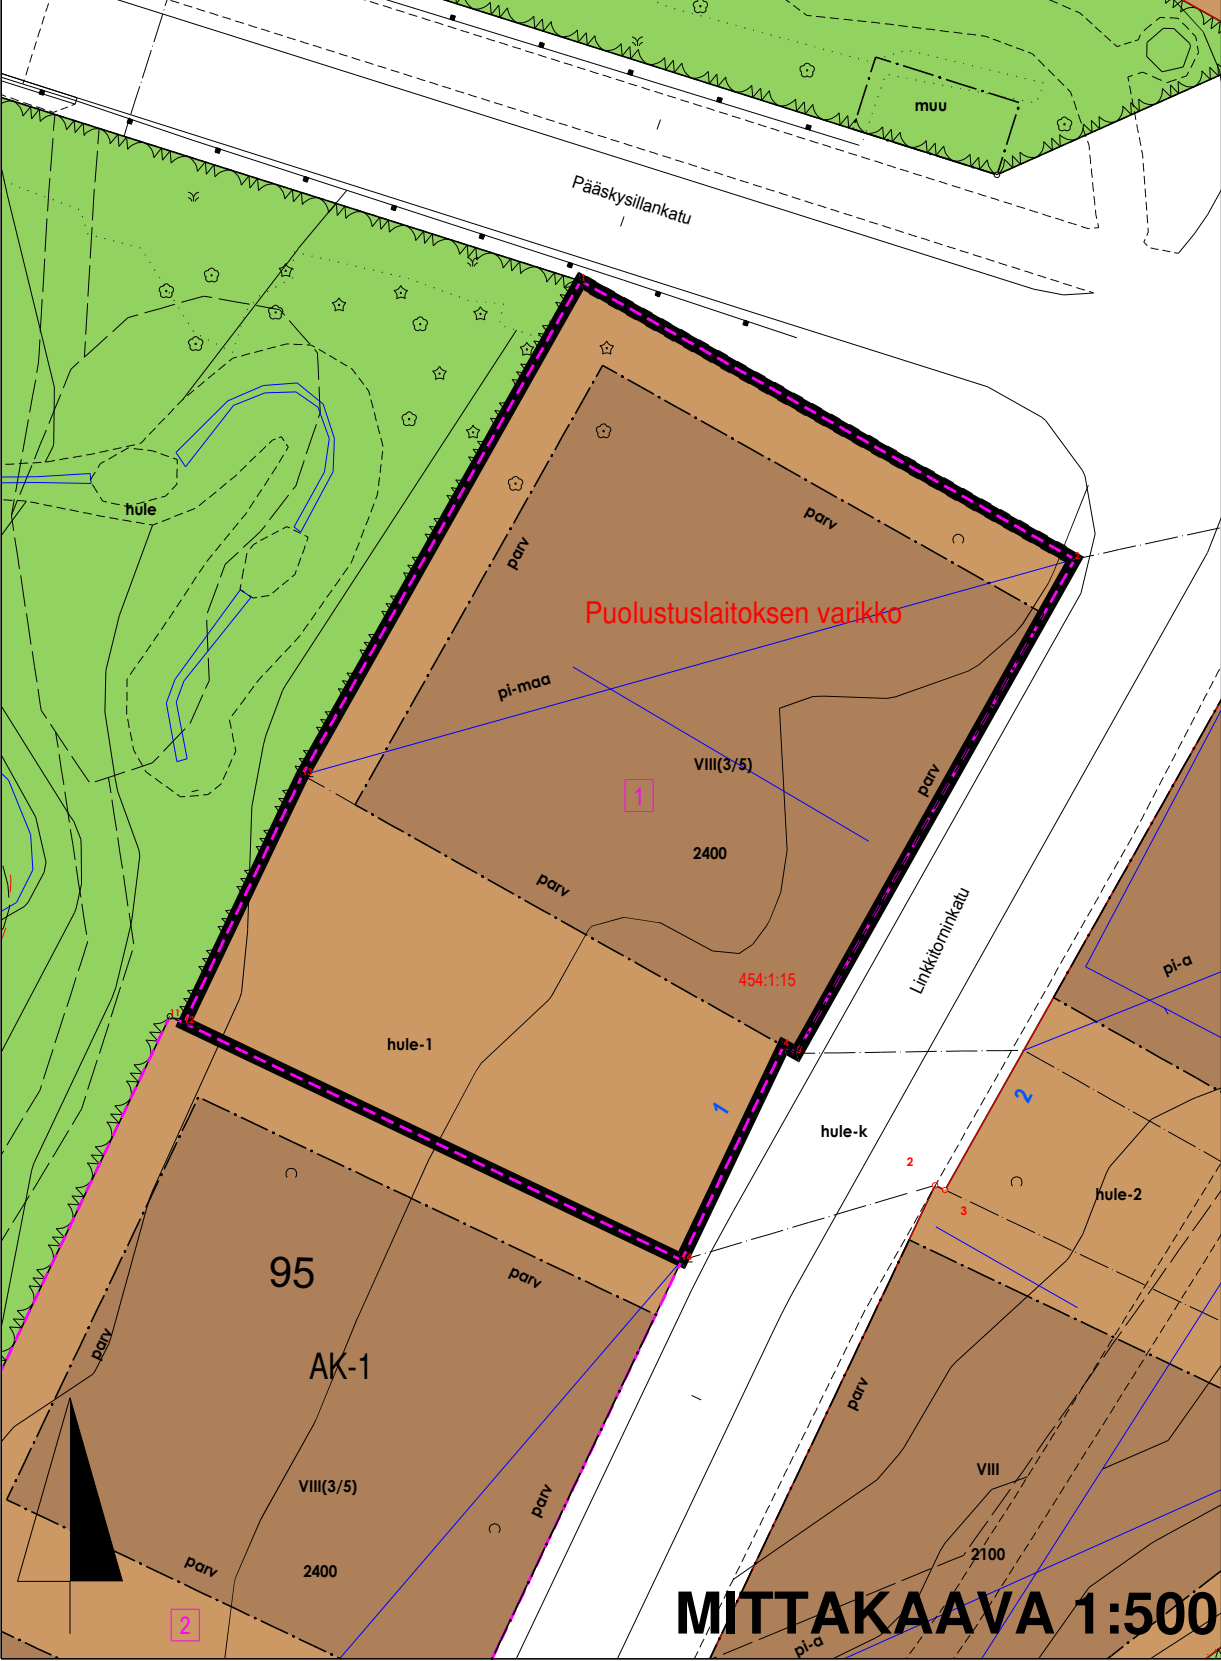 muu
Pääskysillankatu
hule
parv
parv
Puolustuslaitoksen varikko
pi-maa
VIII(3/5)
parv
1
2400
parv
Linkkitorninkatu
454:1:15
pi-a
11
hule-1
1
2
hule-k
2
hule-2
3
95
parv
parv
AK-1
parv
VIII
VIII(3/5)
parv
2100
parv
2400
2
MITTAKAAVA 1:500
pi-a